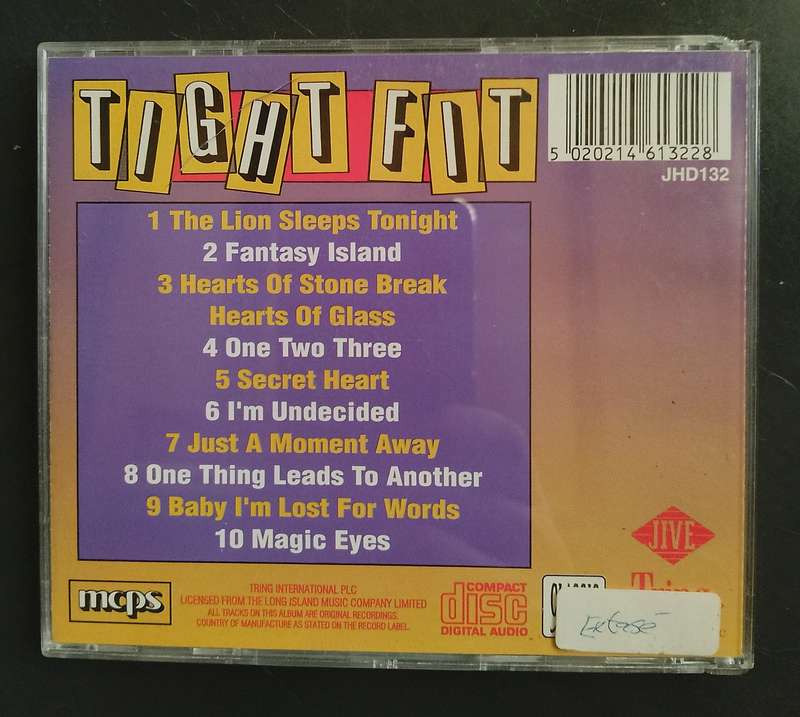 TIGHT FIT
5 020214 613228
JHD132
1 The Lion Sleeps Tonight
2 Fantasy Island
3 Hearts Of Stone Break
Hearts Of Glass
4 One Two Three
5 Secret Heart
6 I'm Undecided
7 Just A Moment Away
8 One Thing Leads To Another
9 Baby I'm Lost For Words
10 Magic Eyes
JIVE
Tring
mcps
TRING INTERNATIONAL PLC
LICENSED FROM THE LONG ISLAND MUSIC COMPANY LIMITED
ALL TRACKS ON THIS ALBUM ARE ORIGINAL RECORDINGS.
COUNTRY OF MANUFACTURE AS STATED ON THE RECORD LABEL.
COMPACT
disc
DIGITAL AUDIO